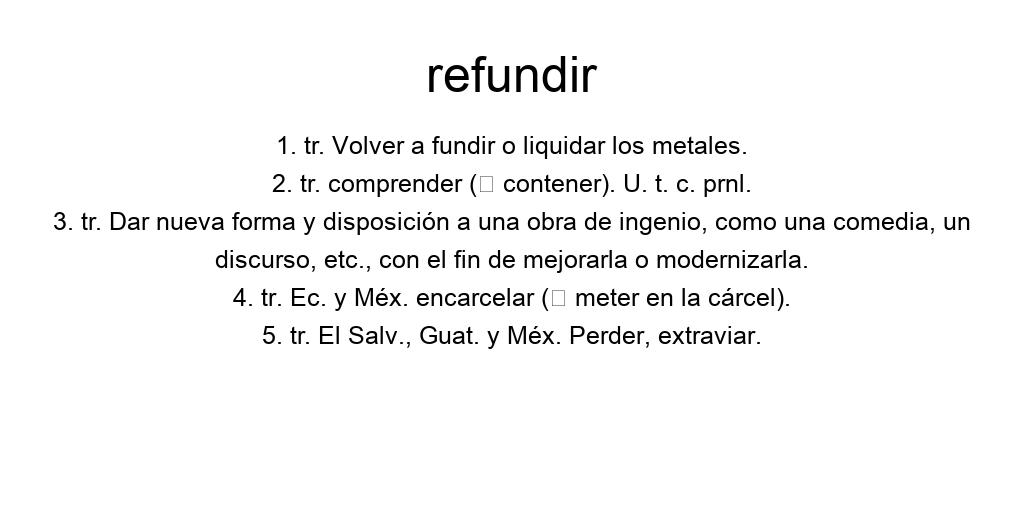 refundir
1. tr. Volver a fundir o liquidar los metales.
2. tr. comprender (□ contener). U. t. c. prnl.
3. tr. Dar nueva forma y disposición a una obra de ingenio, como una comedia, un
discurso, etc., con el fin de mejorarla o modernizarla.
4. tr. Ec. y Méx. encarcelar (□ meter en la cárcel).
5. tr. El Salv., Guat. y Méx. Perder, extraviar.